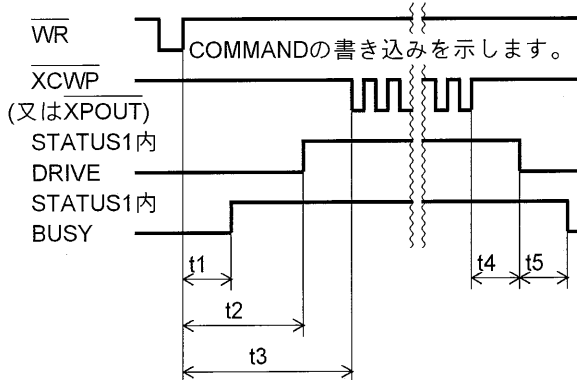 WR
COMMANDの書き込みを示します。
XCWP
(又はXPOUT)
STATUS1内
DRIVE
STATUS1内
BUSY
t1
t4
t5
t2
t3